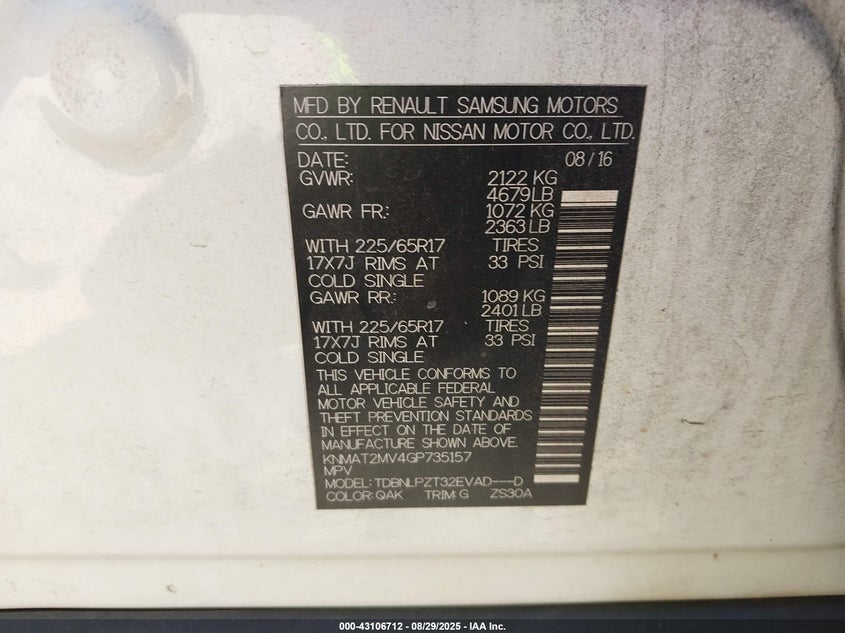 MFD BY RENAULT SAMSUNG MOTORS
CO., LTD. FOR NISSAN MOTOR CO., LTD.
DATE: 08/16
GVWR: 2122 KG
4679LB
GAWR FR.: 1072 KG
2363 LB
WITH 225/65R17 TIRES
17X7J RIMS AT 33 PSI
COLD SINGLE
GAWR RR.: 1089 KG
2401 LB
WITH 225/65R17 TIRES
17X7J RIMS AT 33 PSI
COLD SINGLE
THIS VEHICLE CONFORMS TO
ALL APPLICABLE FEDERAL
MOTOR VEHICLE SAFETY AND
THEFT PREVENTION STANDARDS
IN EFFECT ON THE DATE OF
MANUFACTURE SHOWN ABOVE.
KNMAT2MV4GP735157
MPV
MODEL: TDBNLPZT32EVAD---D
COLOR: QAK TRIM: G ZS30A
000-43106712 - 08/29/2025 - IAA Inc.